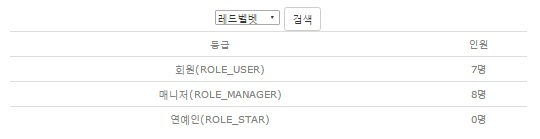 레드벨벳 검색
등급 인원
회원(ROLE_USER) 7명
매니저(ROLE_MANAGER) 8명
연예인(ROLE_STAR) 0명